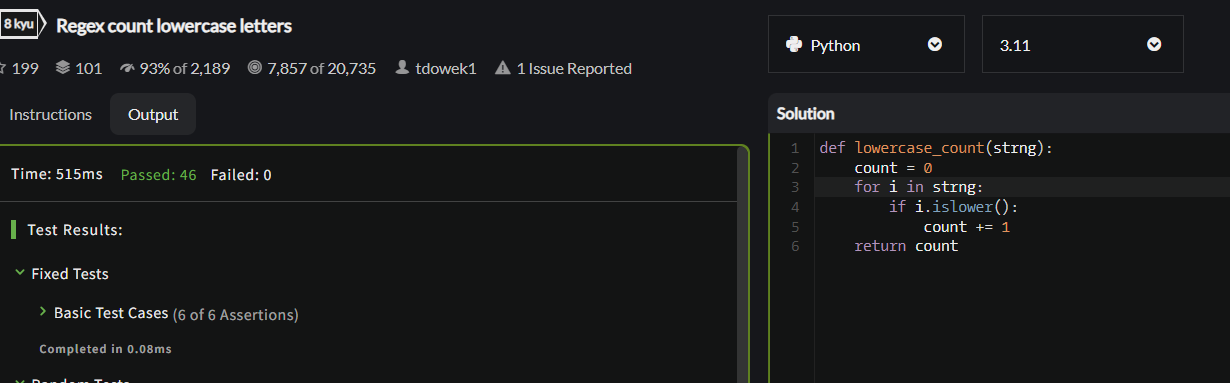 8 kyu Regex count lowercase letters
199 101 93% of 2,189 7,857 of 20,735 tdowek1 1 Issue Reported
Python 3.11
Instructions Output
Time: 515ms Passed: 46 Failed: 0
Test Results:
Fixed Tests
Basic Test Cases (6 of 6 Assertions)
Completed in 0.08ms
Random Tests
Solution
1 def lowercase_count(strng):
2     count = 0
3     for i in strng:
4         if i.islower():
5             count += 1
6     return count